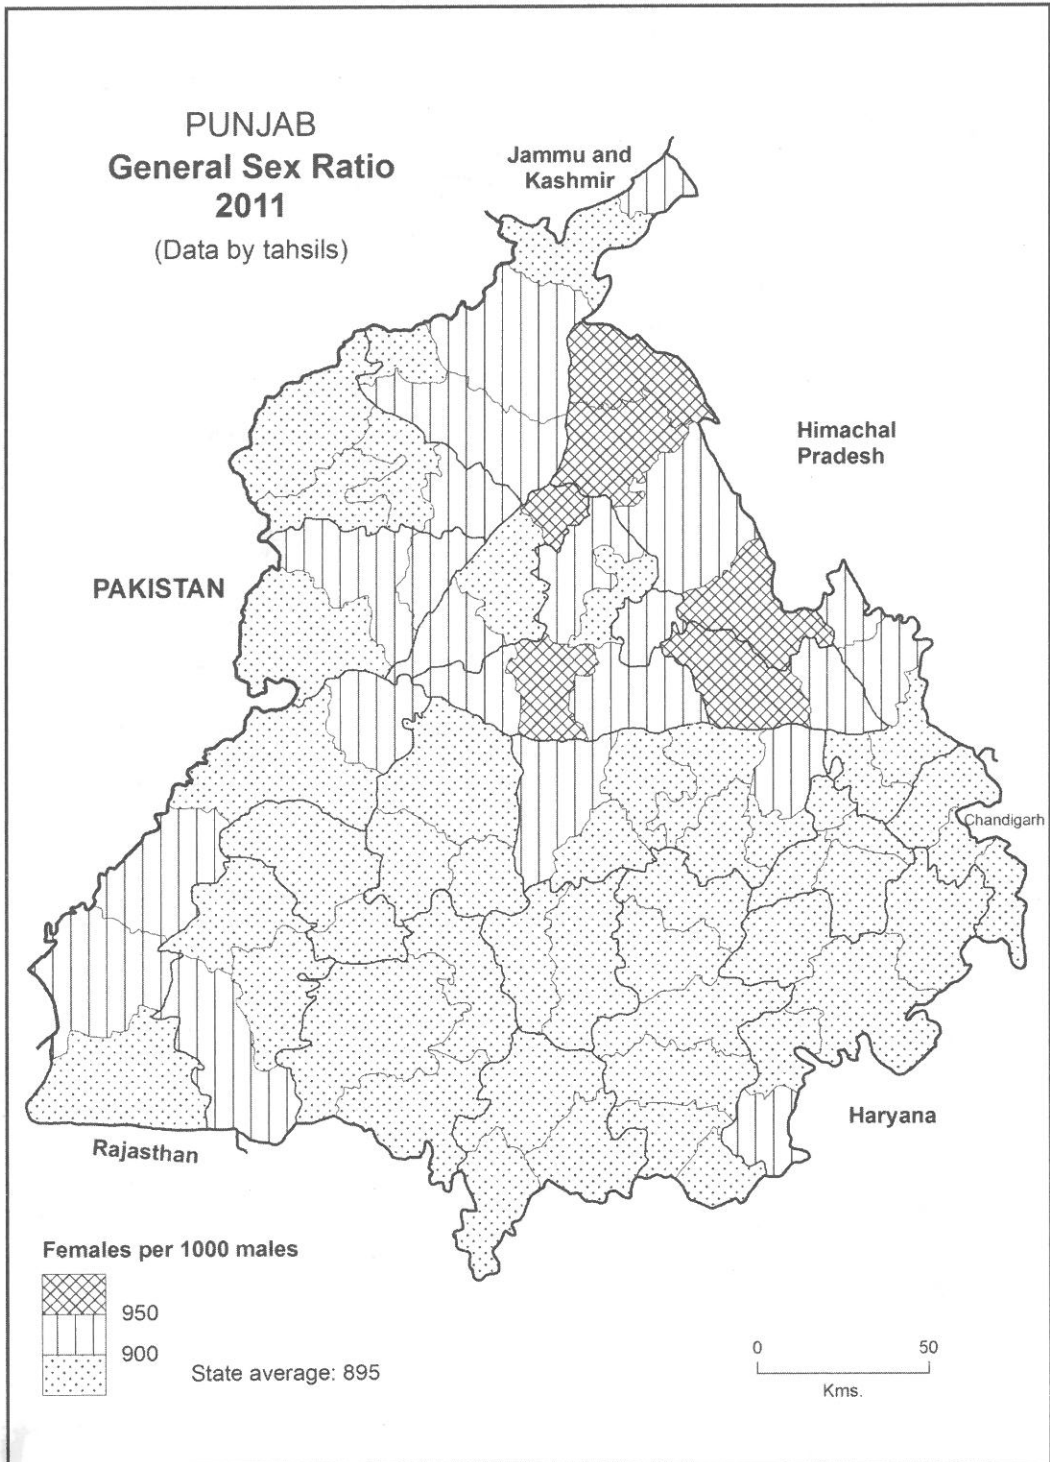 PUNJAB
General Sex Ratio
2011
(Data by tahsils)
Jammu and
Kashmir
Himachal
Pradesh
PAKISTAN
Chandigarh
Haryana
Rajasthan
Females per 1000 males
950
900
State average: 895
0 50
Kms.